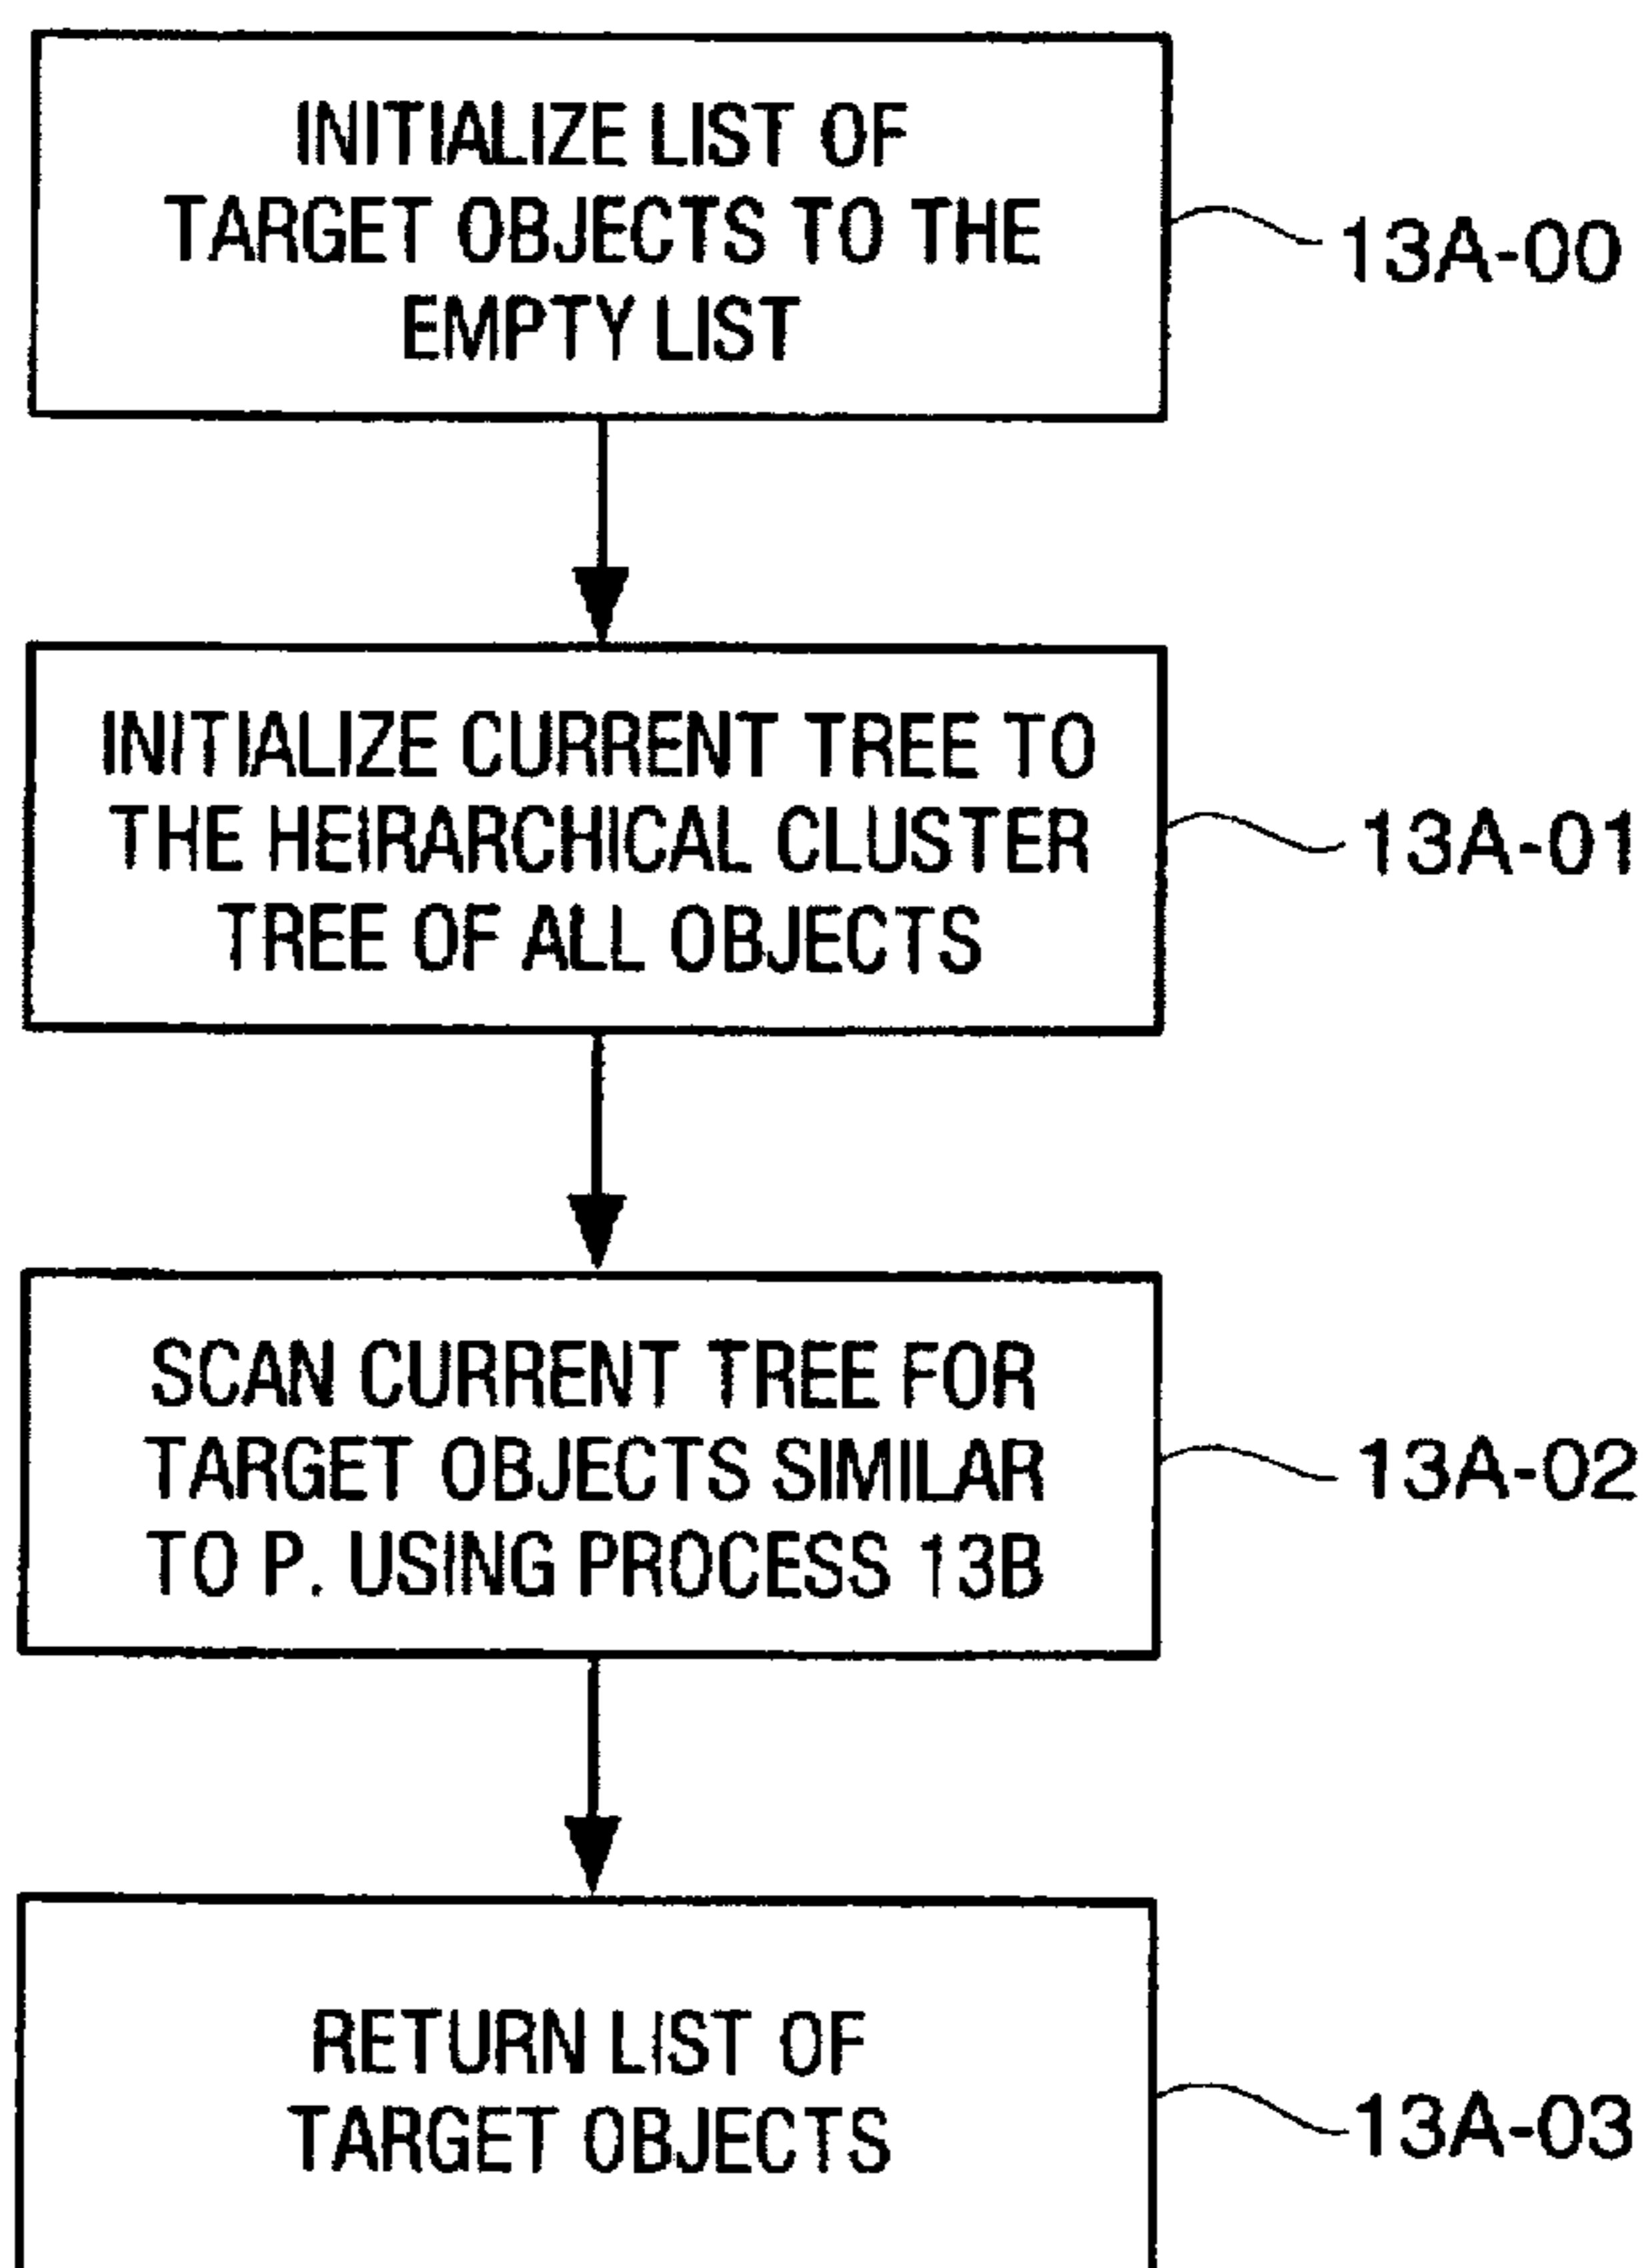 INITIALIZE LIST OF
TARGET OBJECTS TO THE
EMPTY LIST
13A-00
INITIALIZE CURRENT TREE TO
THE HEIRARCHICAL CLUSTER
TREE OF ALL OBJECTS
13A-01
SCAN CURRENT TREE FOR
TARGET OBJECTS SIMILAR
TO P. USING PROCESS 13B
13A-02
RETURN LIST OF
TARGET OBJECTS
13A-03